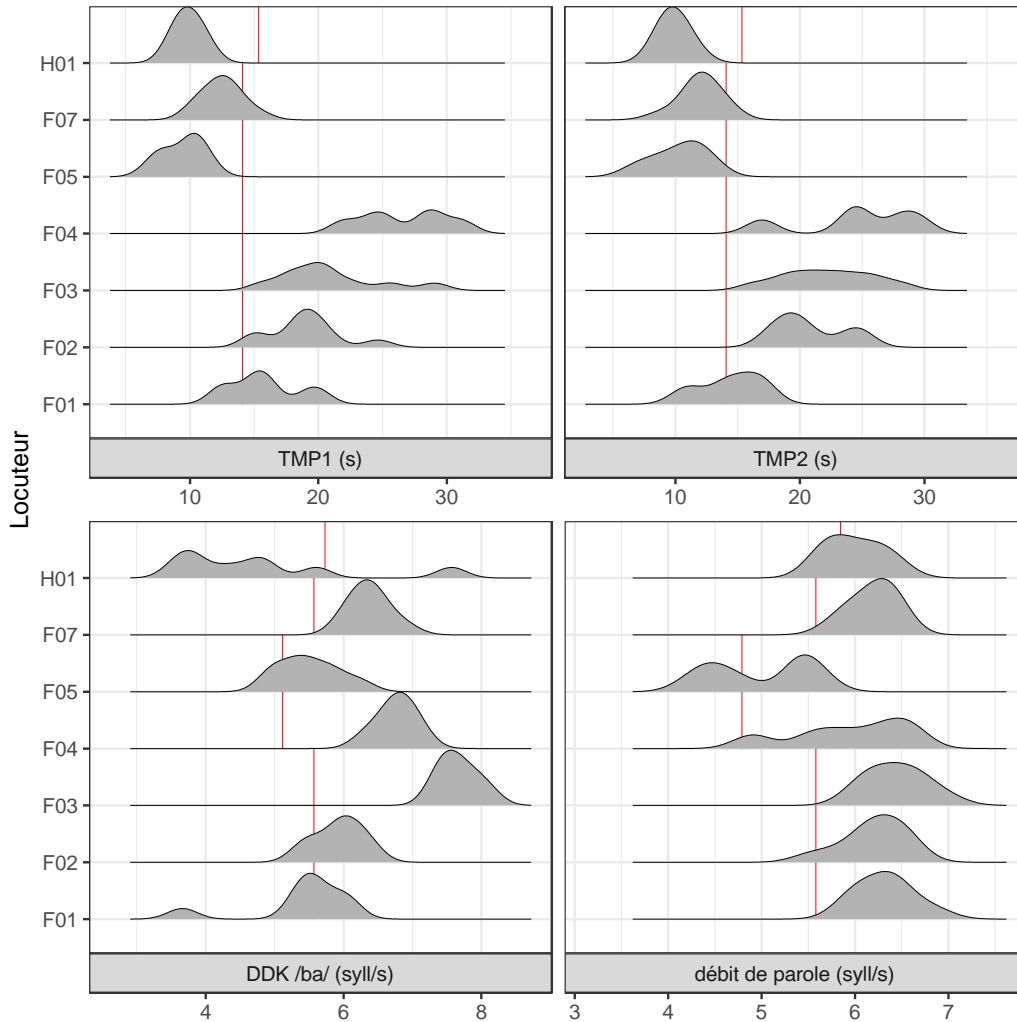 Locuteur
H01
F07
F05
F04
F03
F02
F01
TMP1 (s)
TMP2 (s)
10 20 30
10 20 30
H01
F07
F05
F04
F03
F02
F01
DDK /ba/ (syll/s)
débit de parole (syll/s)
4 6 8
3 4 5 6 7